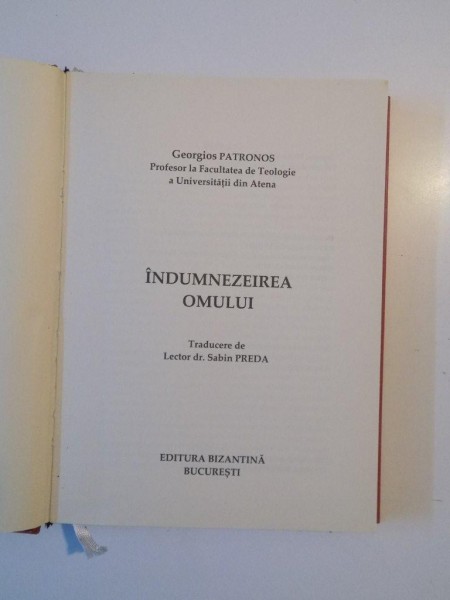 Georgios PATRONOS
Profesor la Facultatea de Teologie
a Universității din Atena
ÎNDUMNEZEIREA
OMULUI
Traducere de
Lector dr. Sabin PREDA
EDITURA BIZANTINĂ
BUCUREȘTI